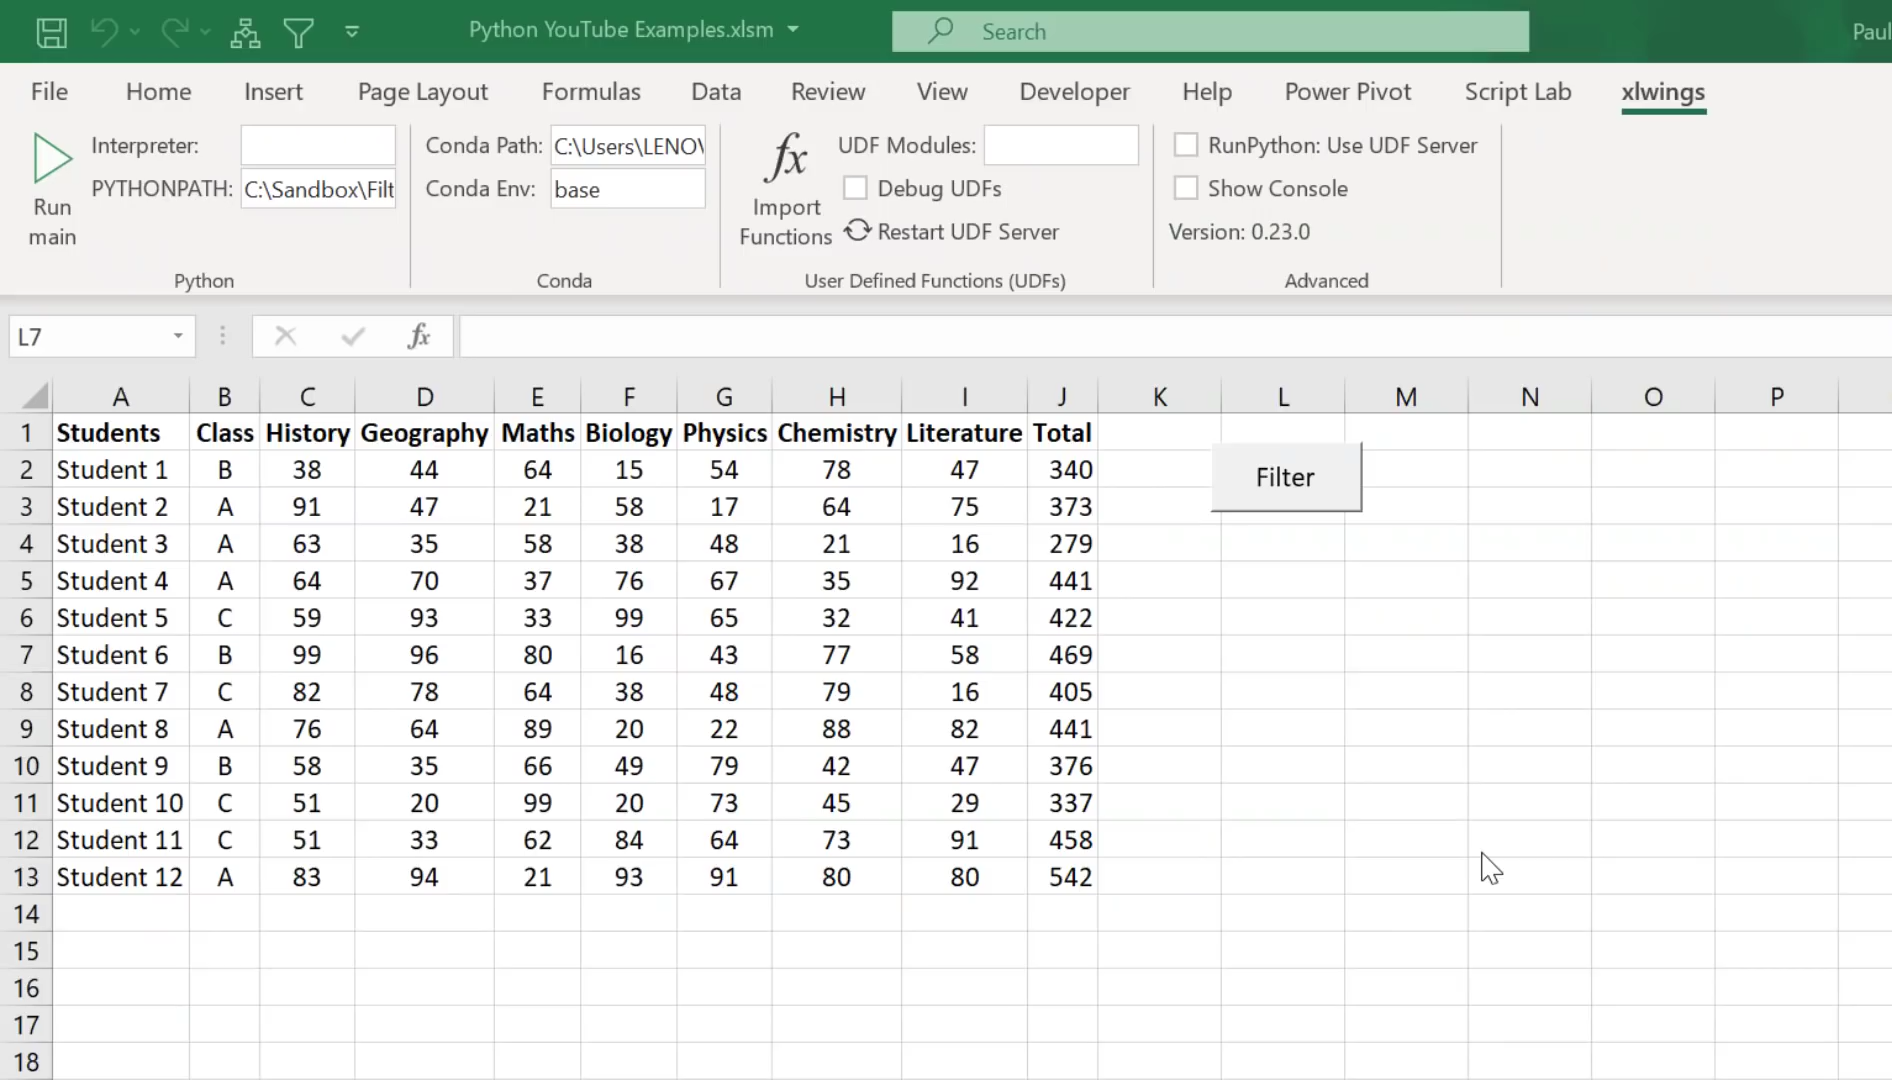 Python YouTube Examples.xlsm Search Paul
File Home Insert Page Layout Formulas Data Review View Developer Help Power Pivot Script Lab xlwings
Interpreter: Conda Path: C:\Users\LENOV UDF Modules: RunPython: Use UDF Server
PYTHONPATH: C:\Sandbox\Filt Conda Env: base Debug UDFs Show Console
Run main Import Functions Restart UDF Server Version: 0.23.0
Python Conda User Defined Functions (UDFs) Advanced
L7 fx
A B C D E F G H I J K L M N O P
1 Students Class History Geography Maths Biology Physics Chemistry Literature Total
2 Student 1 B 38 44 64 15 54 78 47 340 Filter
3 Student 2 A 91 47 21 58 17 64 75 373
4 Student 3 A 63 35 58 38 48 21 16 279
5 Student 4 A 64 70 37 76 67 35 92 441
6 Student 5 C 59 93 33 99 65 32 41 422
7 Student 6 B 99 96 80 16 43 77 58 469
8 Student 7 C 82 78 64 38 48 79 16 405
9 Student 8 A 76 64 89 20 22 88 82 441
10 Student 9 B 58 35 66 49 79 42 47 376
11 Student 10 C 51 20 99 20 73 45 29 337
12 Student 11 C 51 33 62 84 64 73 91 458
13 Student 12 A 83 94 21 93 91 80 80 542
14
15
16
17
18